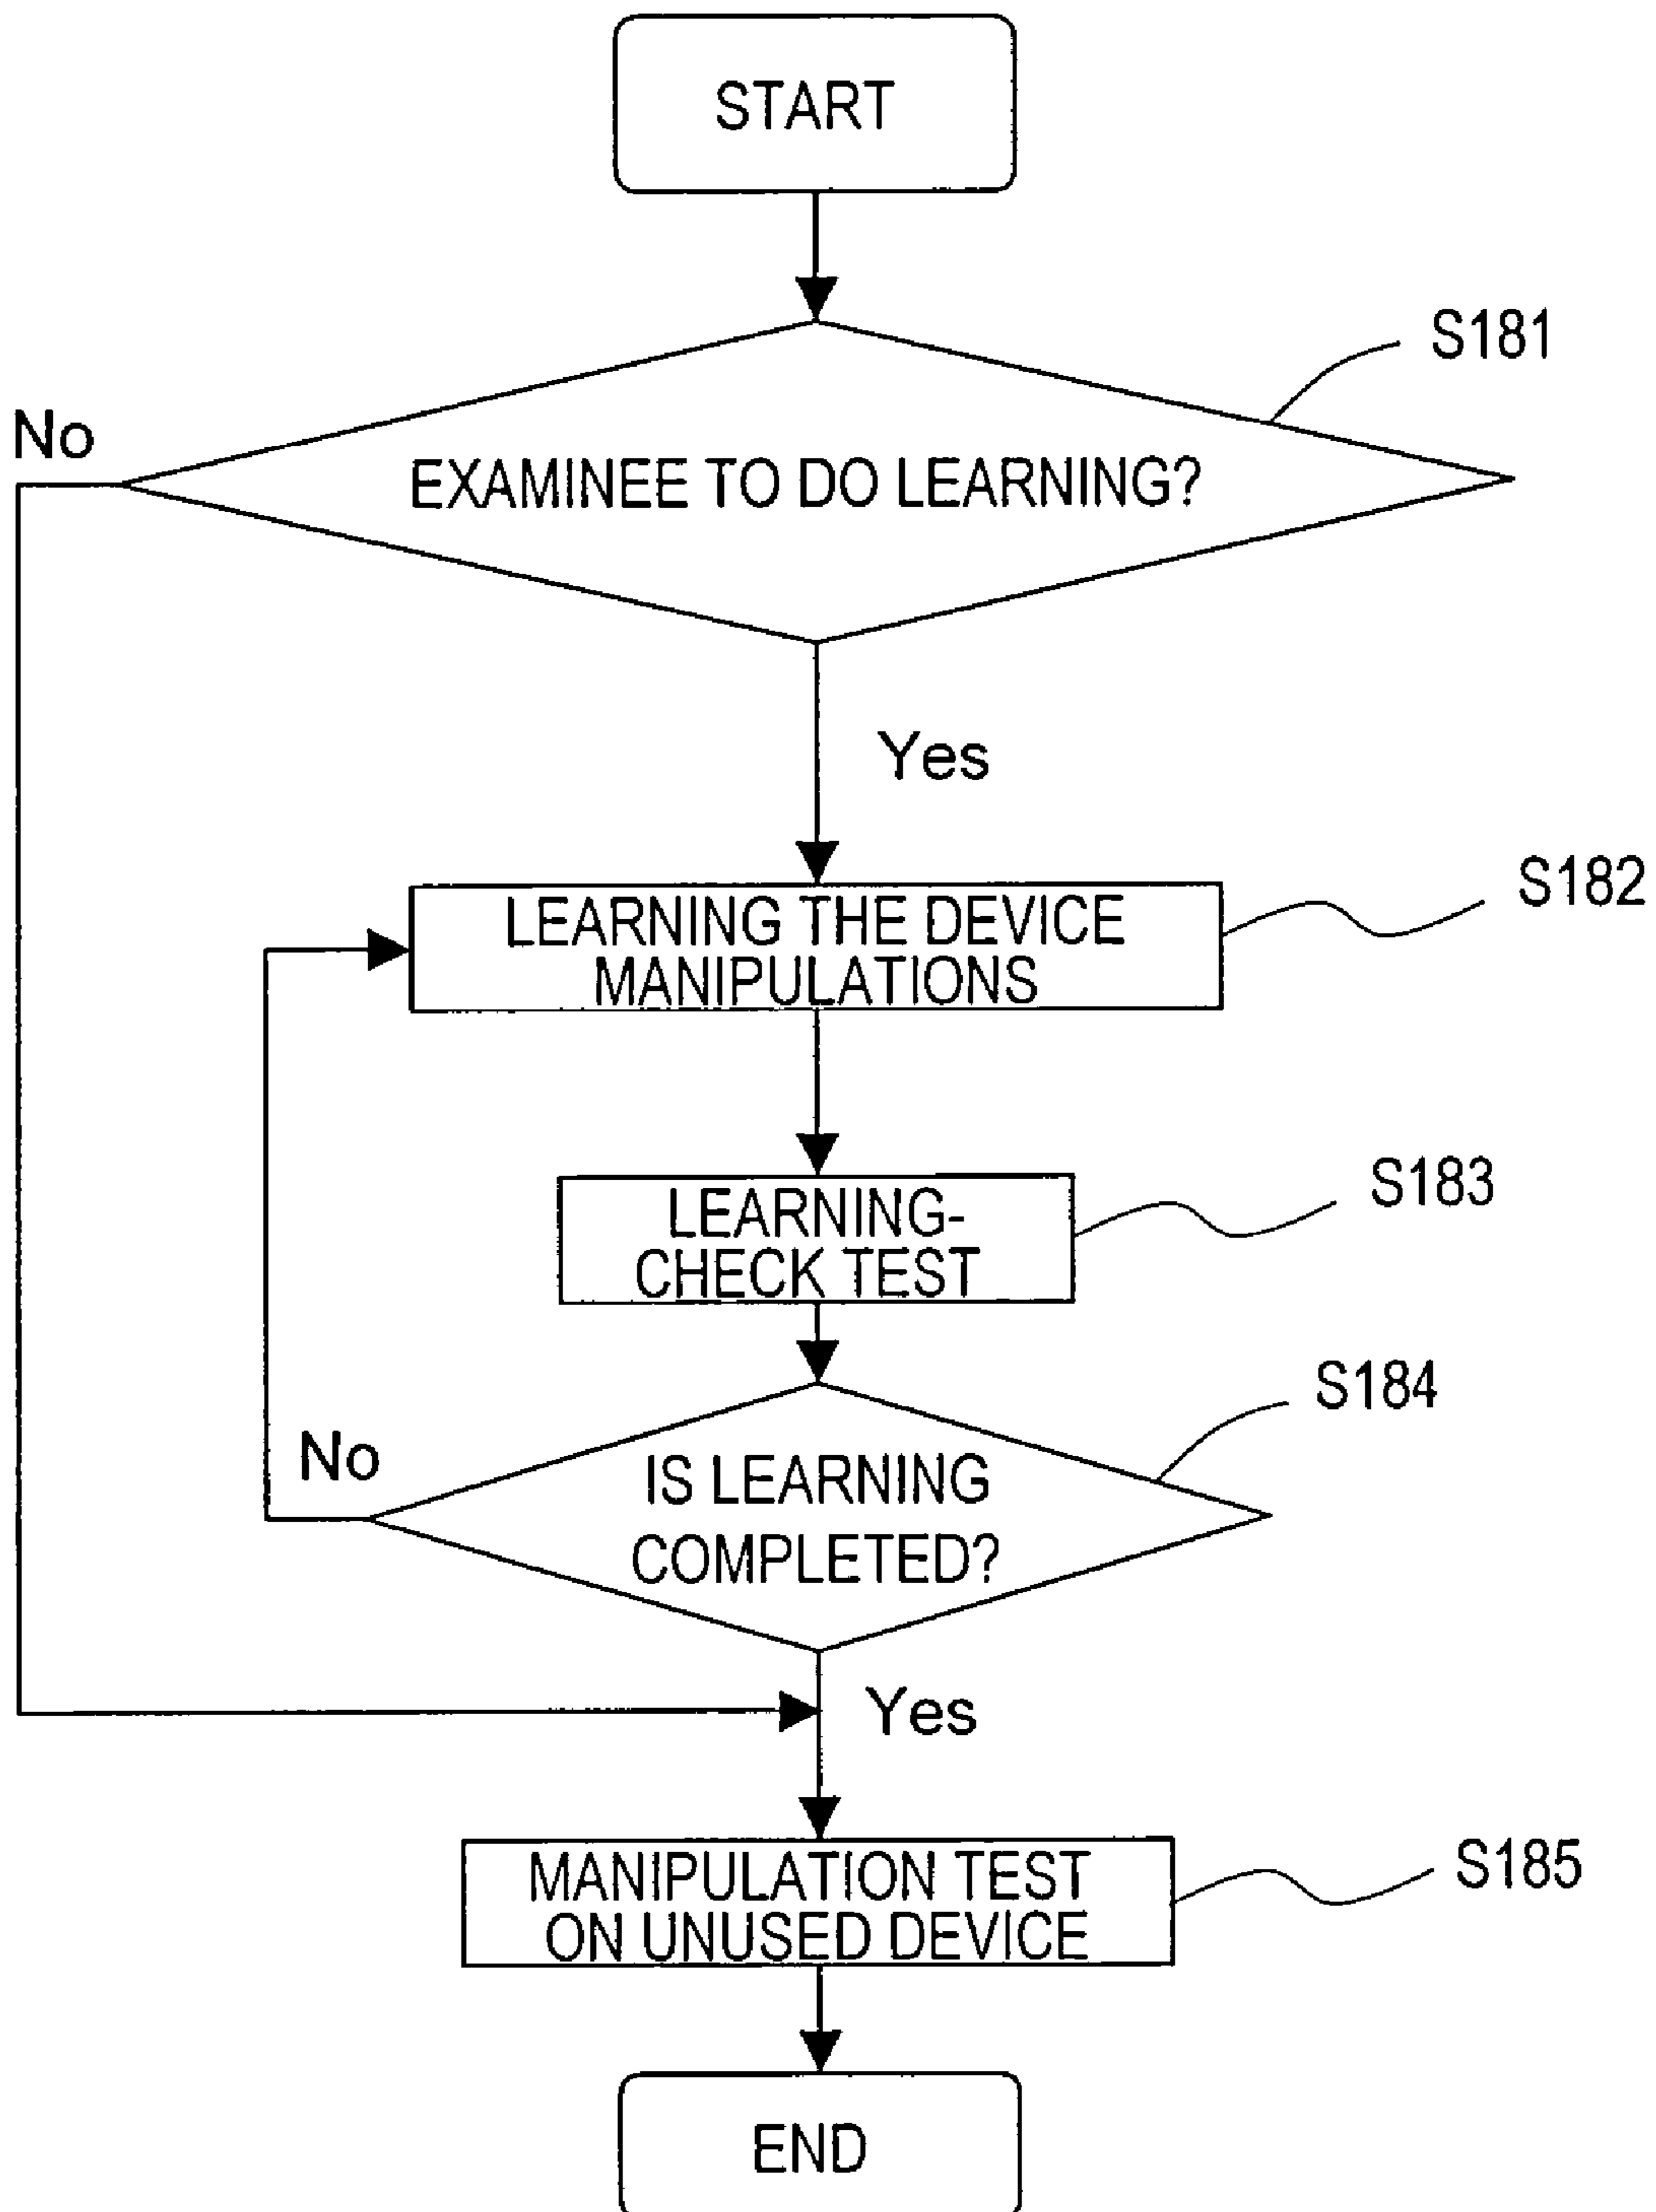 START
S181
No
EXAMINEE TO DO LEARNING?
Yes
S182
LEARNING THE DEVICE
MANIPULATIONS
S183
LEARNING-
CHECK TEST
S184
No
IS LEARNING
COMPLETED?
Yes
S185
MANIPULATION TEST
ON UNUSED DEVICE
END